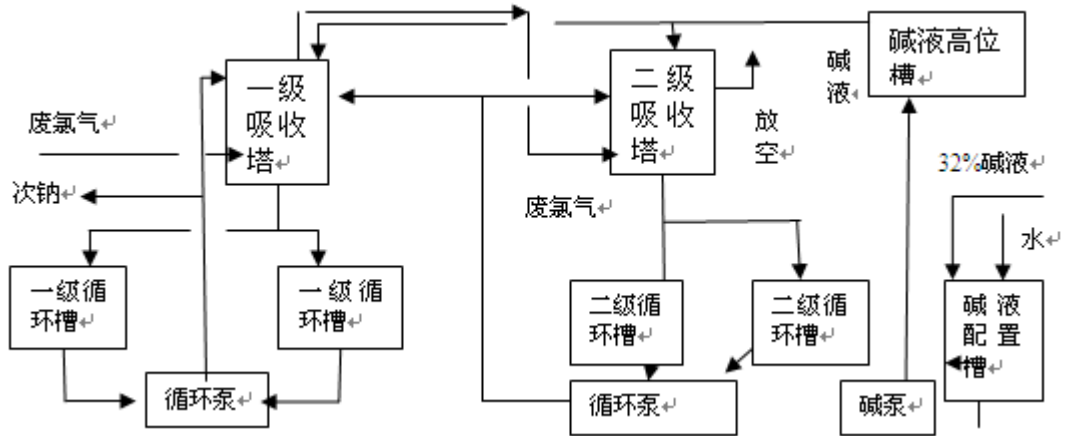 碱液高位
槽↵
一级
吸收
塔↵
二级
吸收
塔↵
碱
液↵
废氯气↵
放
空↵
32%碱液↵
次钠↵
废氯气↵
水↵
一级循
环槽↵
一级循
环槽↵
二级循
环槽↵
二级循
环槽↵
碱液
配置
槽↵
循环泵↵
循环泵↵
碱泵↵